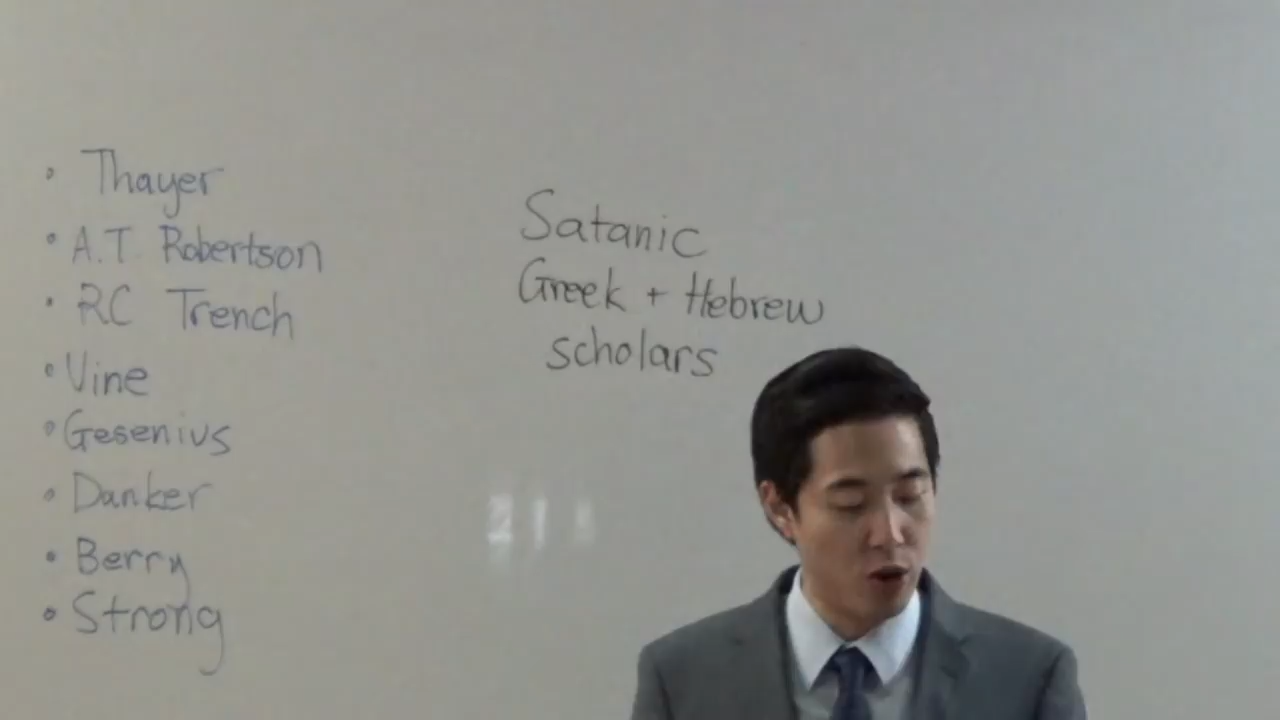 • Thayer
• A.T. Robertson
• RC Trench
• Vine
• Gesenius
• Danker
• Berry
• Strong
Satanic
Greek + Hebrew
scholars